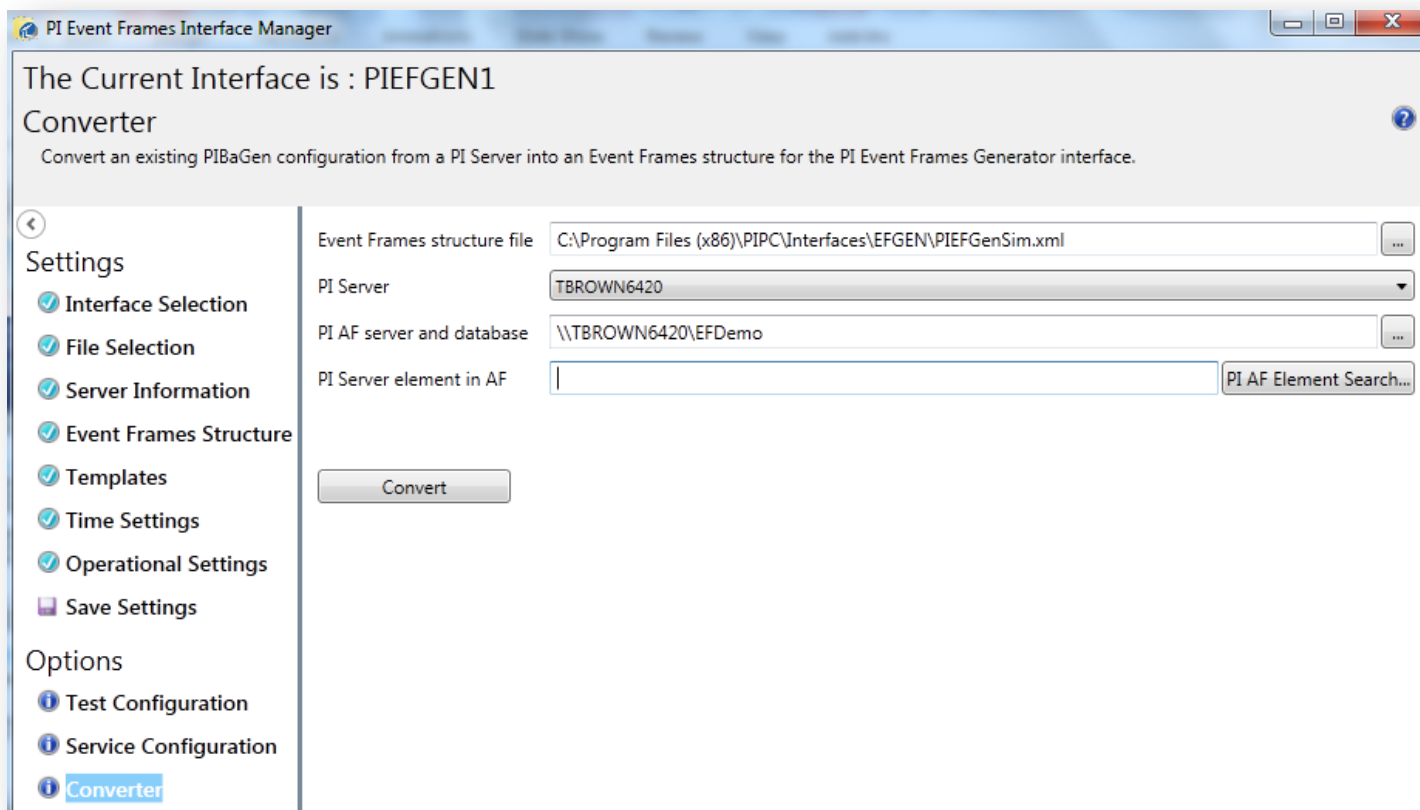 PI Event Frames Interface Manager
The Current Interface is : PIEFGEN1
Converter
Convert an existing PIBaGen configuration from a PI Server into an Event Frames structure for the PI Event Frames Generator interface.
Settings
Interface Selection
File Selection
Server Information
Event Frames Structure
Templates
Time Settings
Operational Settings
Save Settings
Options
Test Configuration
Service Configuration
Converter
Event Frames structure file C:\Program Files (x86)\PIPC\Interfaces\EFGEN\PIEFGenSim.xml ...
PI Server TBROWN6420
PI AF server and database \\TBROWN6420\EFDemo ...
PI Server element in AF PI AF Element Search...
Convert